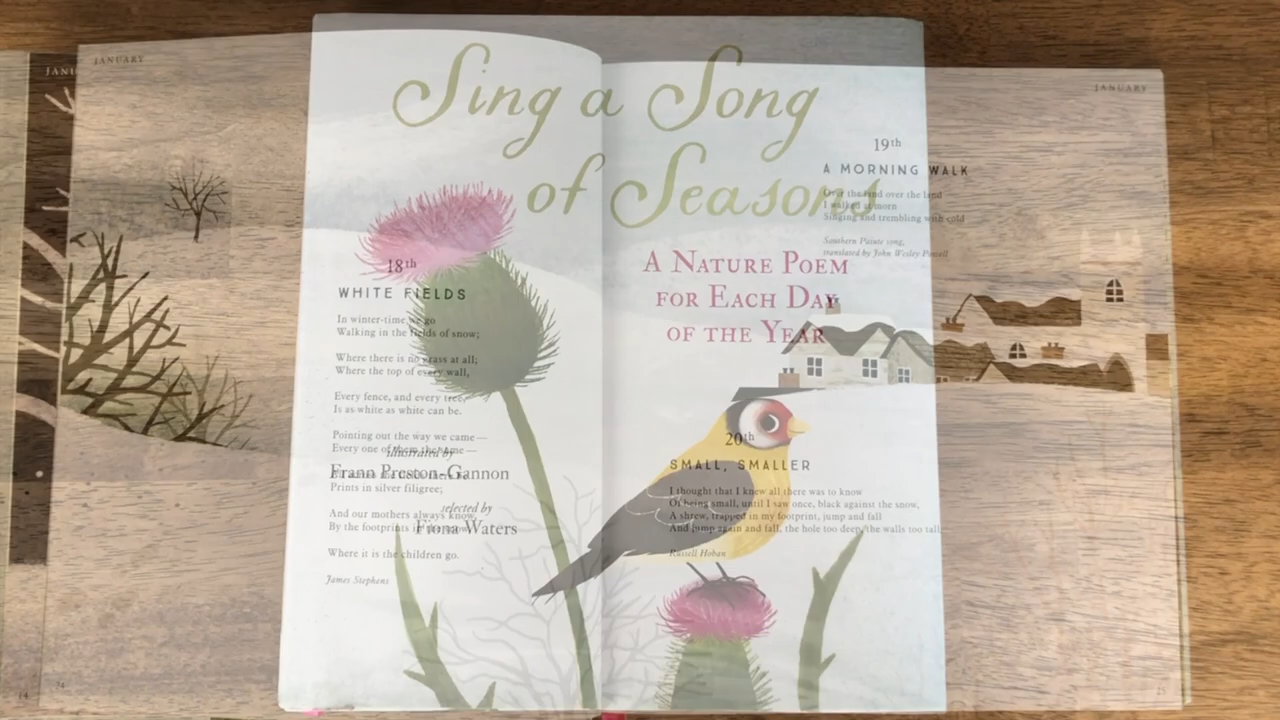 JANUARY
JANUARY
Sing a Song
of Seasons
A NATURE POEM
FOR EACH DAY
OF THE YEAR
illustrated by
Frann Preston-Gannon
selected by
Fiona Waters
18th
WHITE FIELDS
In winter-time we go
Walking in the fields of snow;
Where there is no grass at all;
Where the top of every wall,
Every fence, and every tree,
Is as white as white can be.
Pointing out the way we came—
Every one of them the same—
Prints in silver filigree;
And our mothers always know,
By the footprints in
Where it is the children go.
James Stephens
19th
A MORNING WALK
Over the land over the land
I walked at morn
Singing and trembling with cold
Southern Paiute song,
translated by John Wesley Powell
20th
SMALL, SMALLER
I thought that I knew all there was to know
Of being small, until I saw once, black against the snow,
A shrew, trapped in my footprint, jump and fall
And jump again and fall, the hole too deep, the walls too tall.
Russell Hoban
14
24
25